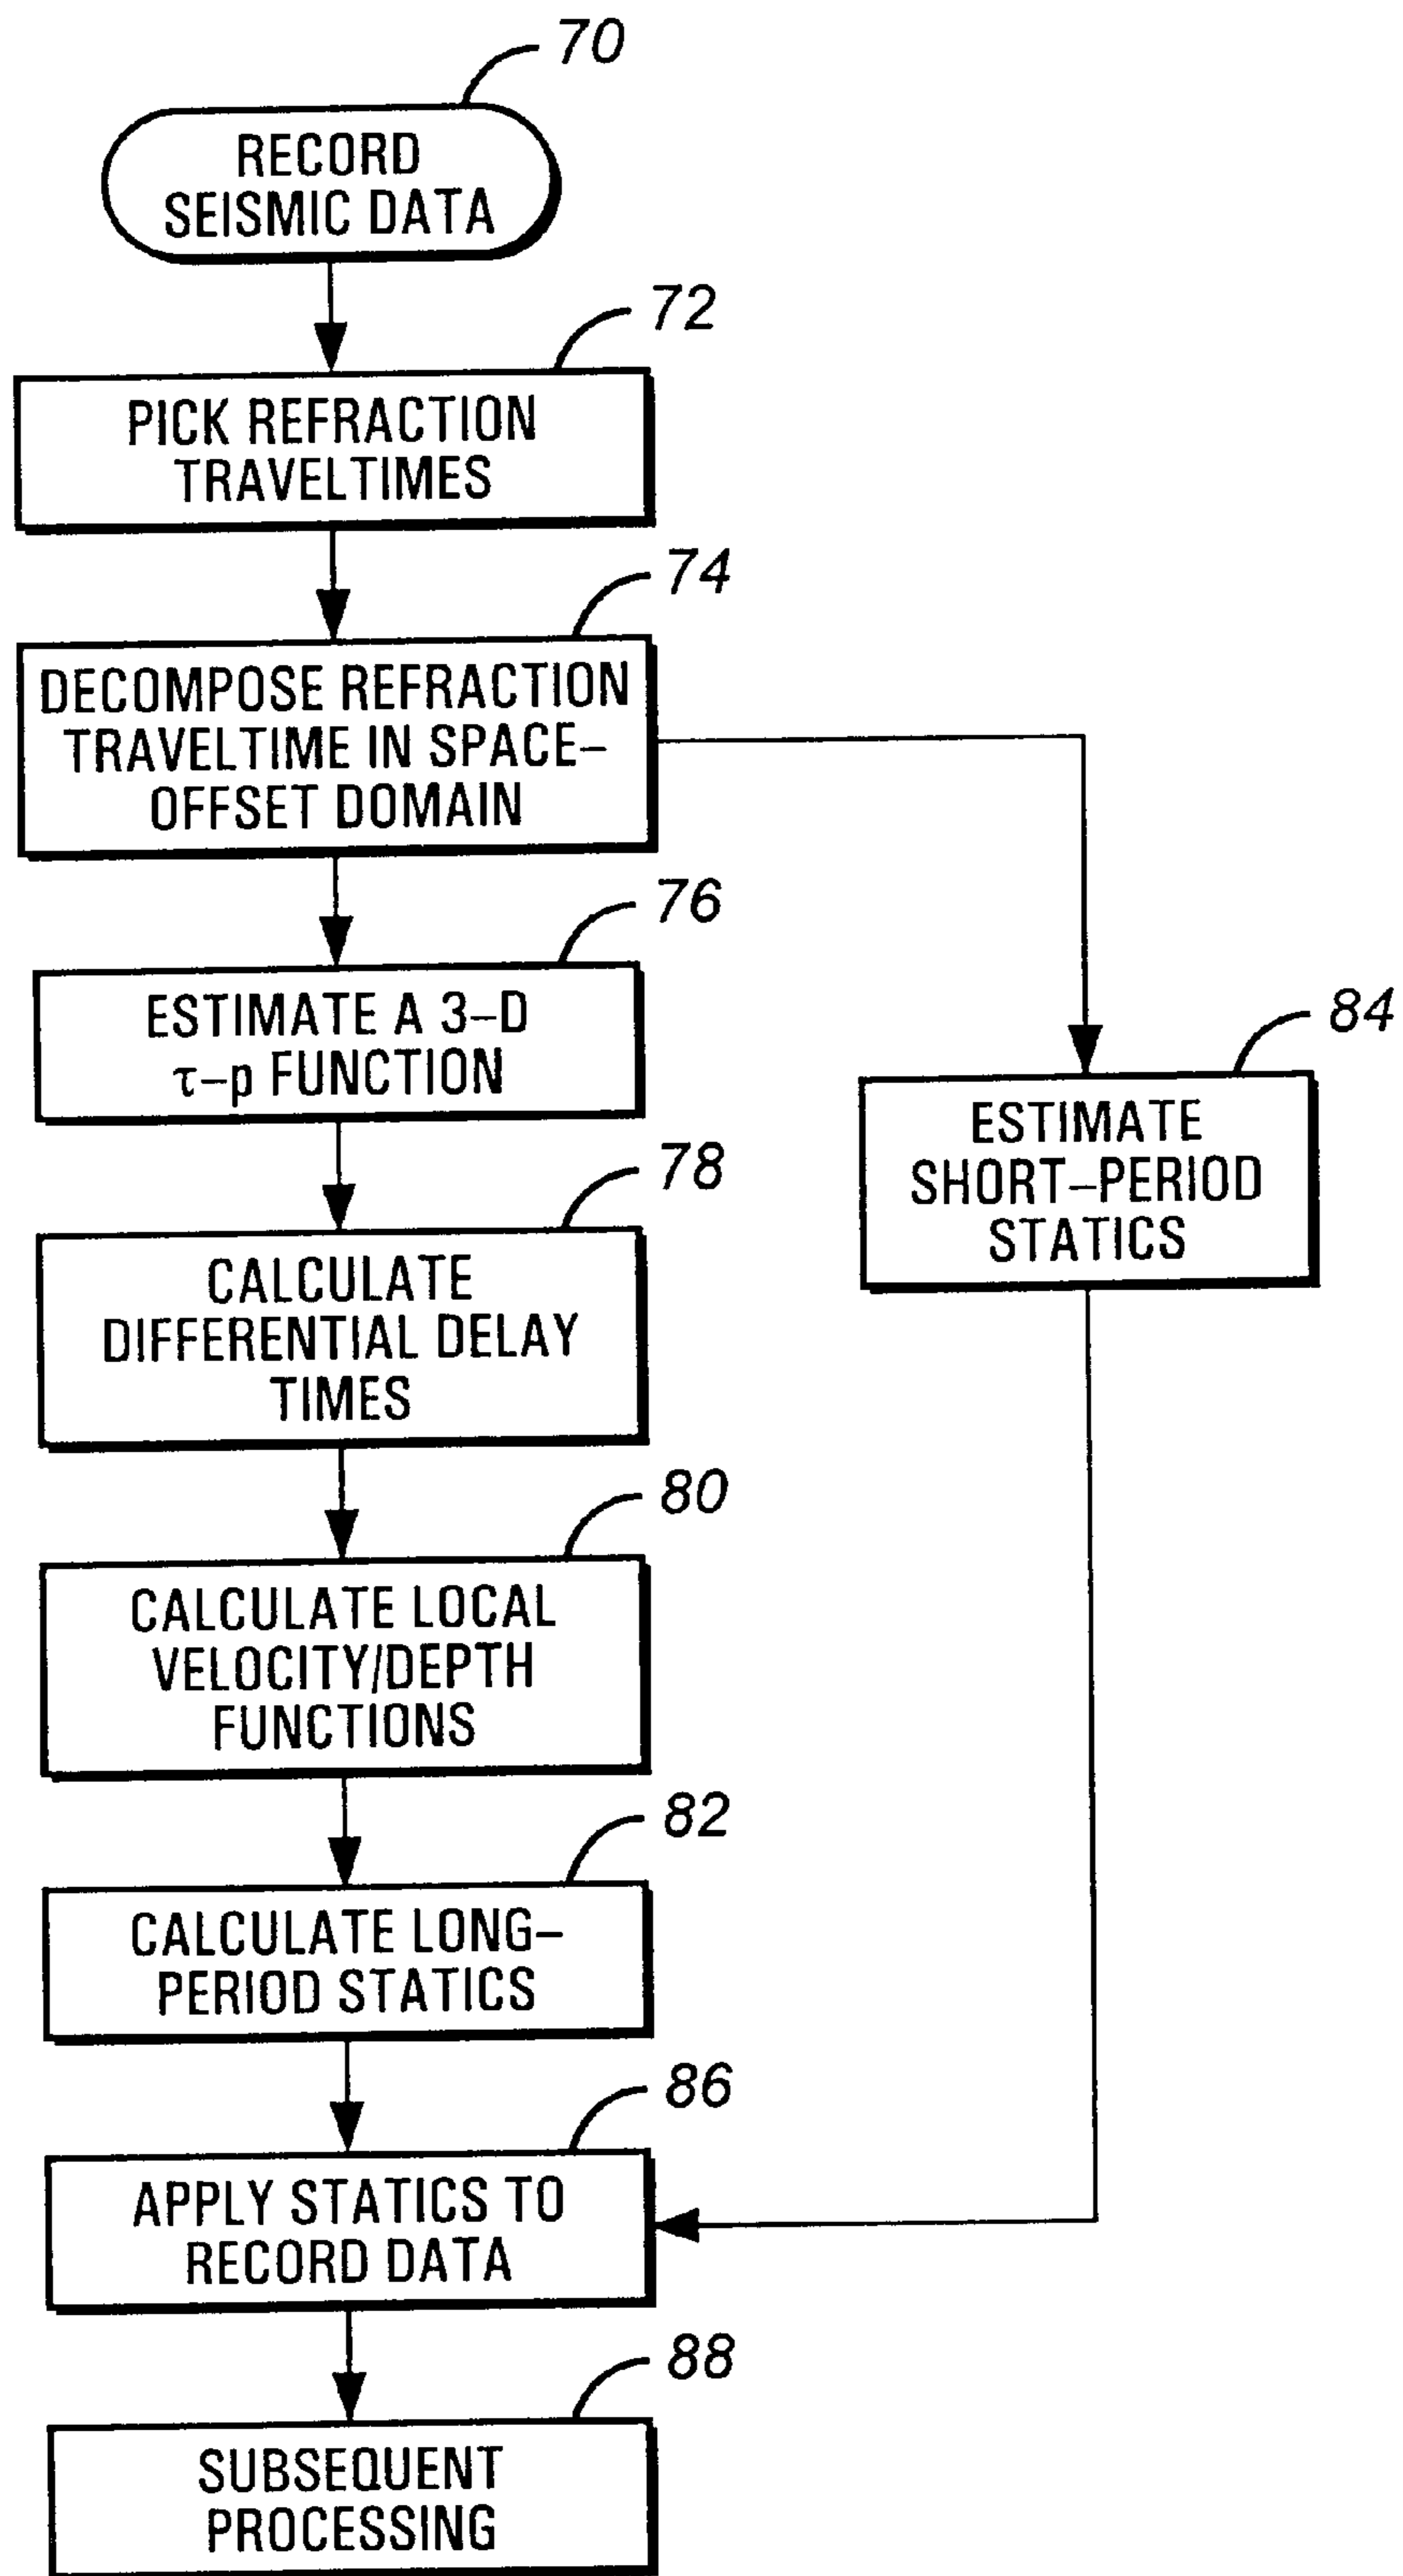 70
RECORD
SEISMIC DATA
72
PICK REFRACTION
TRAVELTIMES
74
DECOMPOSE REFRACTION
TRAVELTIME IN SPACE–
OFFSET DOMAIN
76
ESTIMATE A 3–D
τ–p FUNCTION
78
CALCULATE
DIFFERENTIAL DELAY
TIMES
80
CALCULATE LOCAL
VELOCITY/DEPTH
FUNCTIONS
82
CALCULATE LONG–
PERIOD STATICS
84
ESTIMATE
SHORT–PERIOD
STATICS
86
APPLY STATICS TO
RECORD DATA
88
SUBSEQUENT
PROCESSING